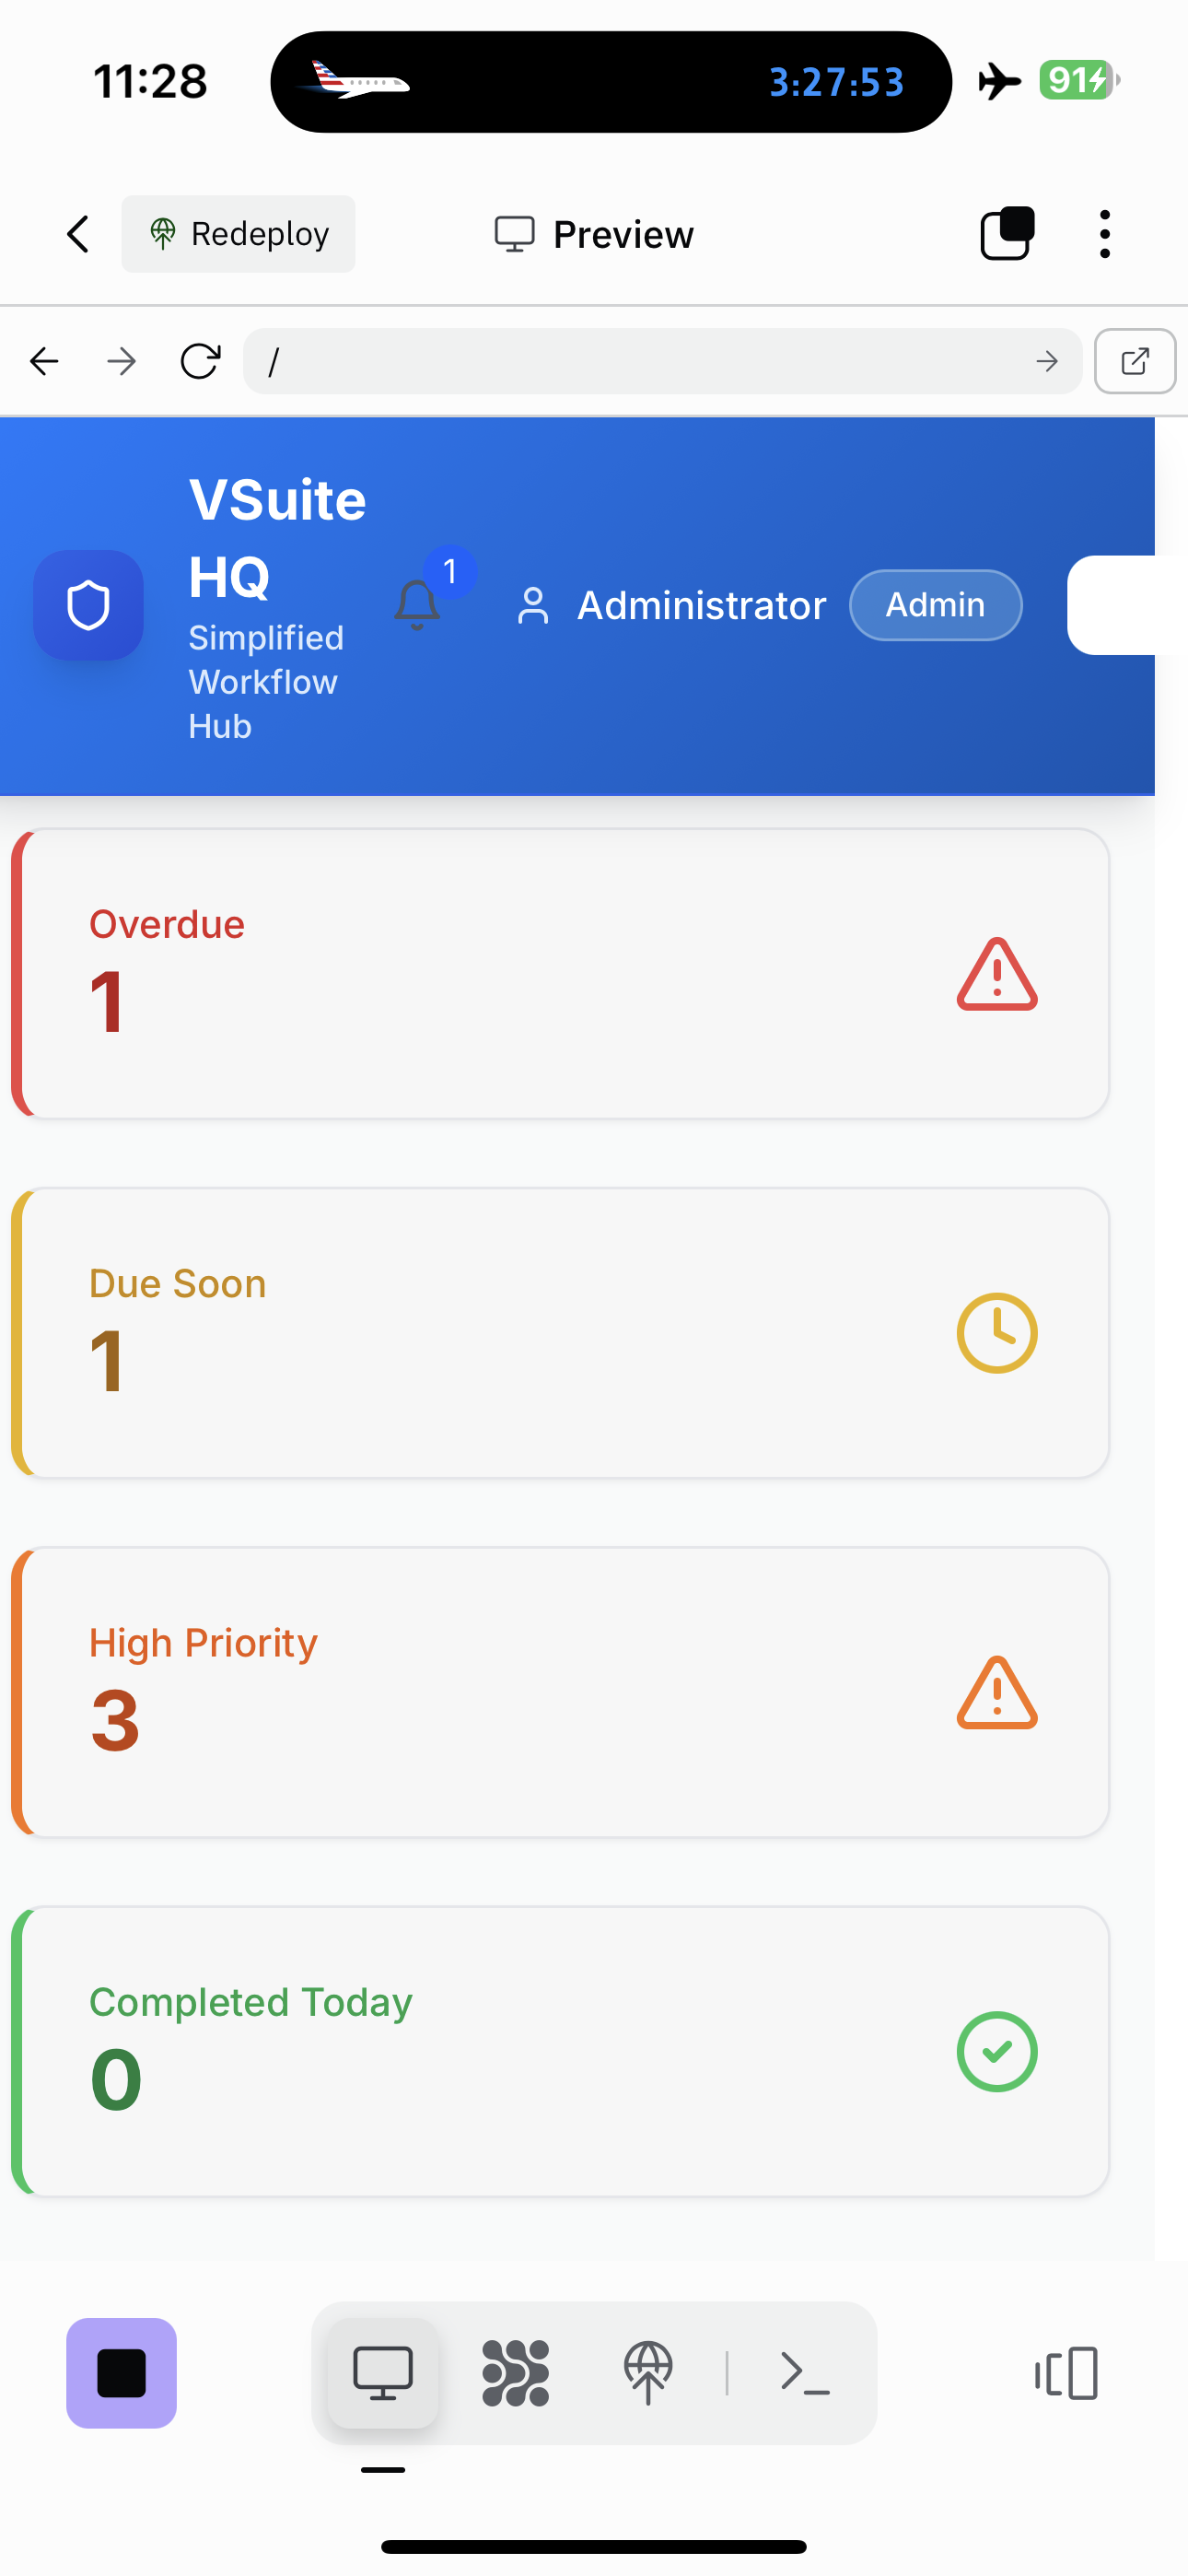 11:28
3:27:53
91
Redeploy
Preview
/
VSuite
HQ
Simplified
Workflow
Hub
1
Administrator
Admin
Overdue
1
Due Soon
1
High Priority
3
Completed Today
0